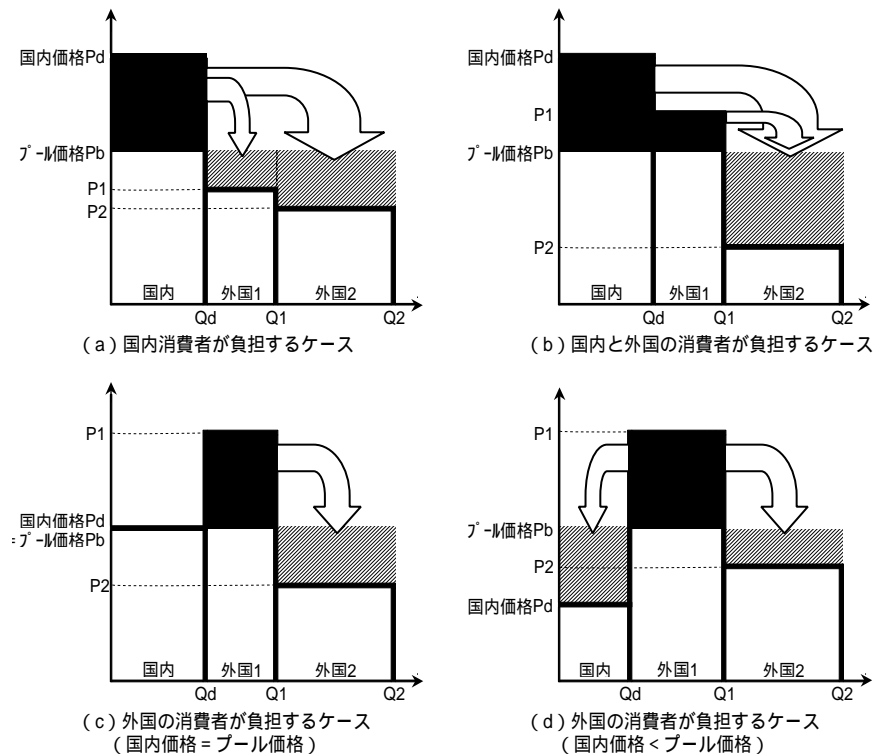 国内価格Pd
プール価格Pb
P1
P2
国内
外国1
外国2
Qd
Q1
Q2
(a)国内消費者が負担するケース
国内価格Pd
P1
プール価格Pb
P2
国内
外国1
外国2
Qd
Q1
Q2
(b)国内と外国の消費者が負担するケース
P1
国内価格Pd
=プール価格Pb
P2
国内
外国1
外国2
Qd
Q1
Q2
(c)外国の消費者が負担するケース
(国内価格=プール価格)
P1
プール価格Pb
P2
国内価格Pd
国内
外国1
外国2
Qd
Q1
Q2
(d)外国の消費者が負担するケース
(国内価格<プール価格)